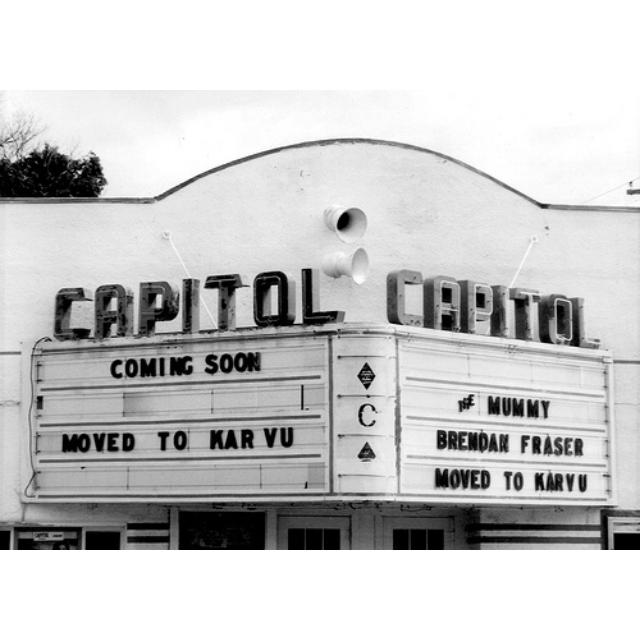 CAPITOL
COMING SOON
MOVED TO KARVU
C
CAPITOL
THE MUMMY
BRENDAN FRASER
MOVED TO KARVU